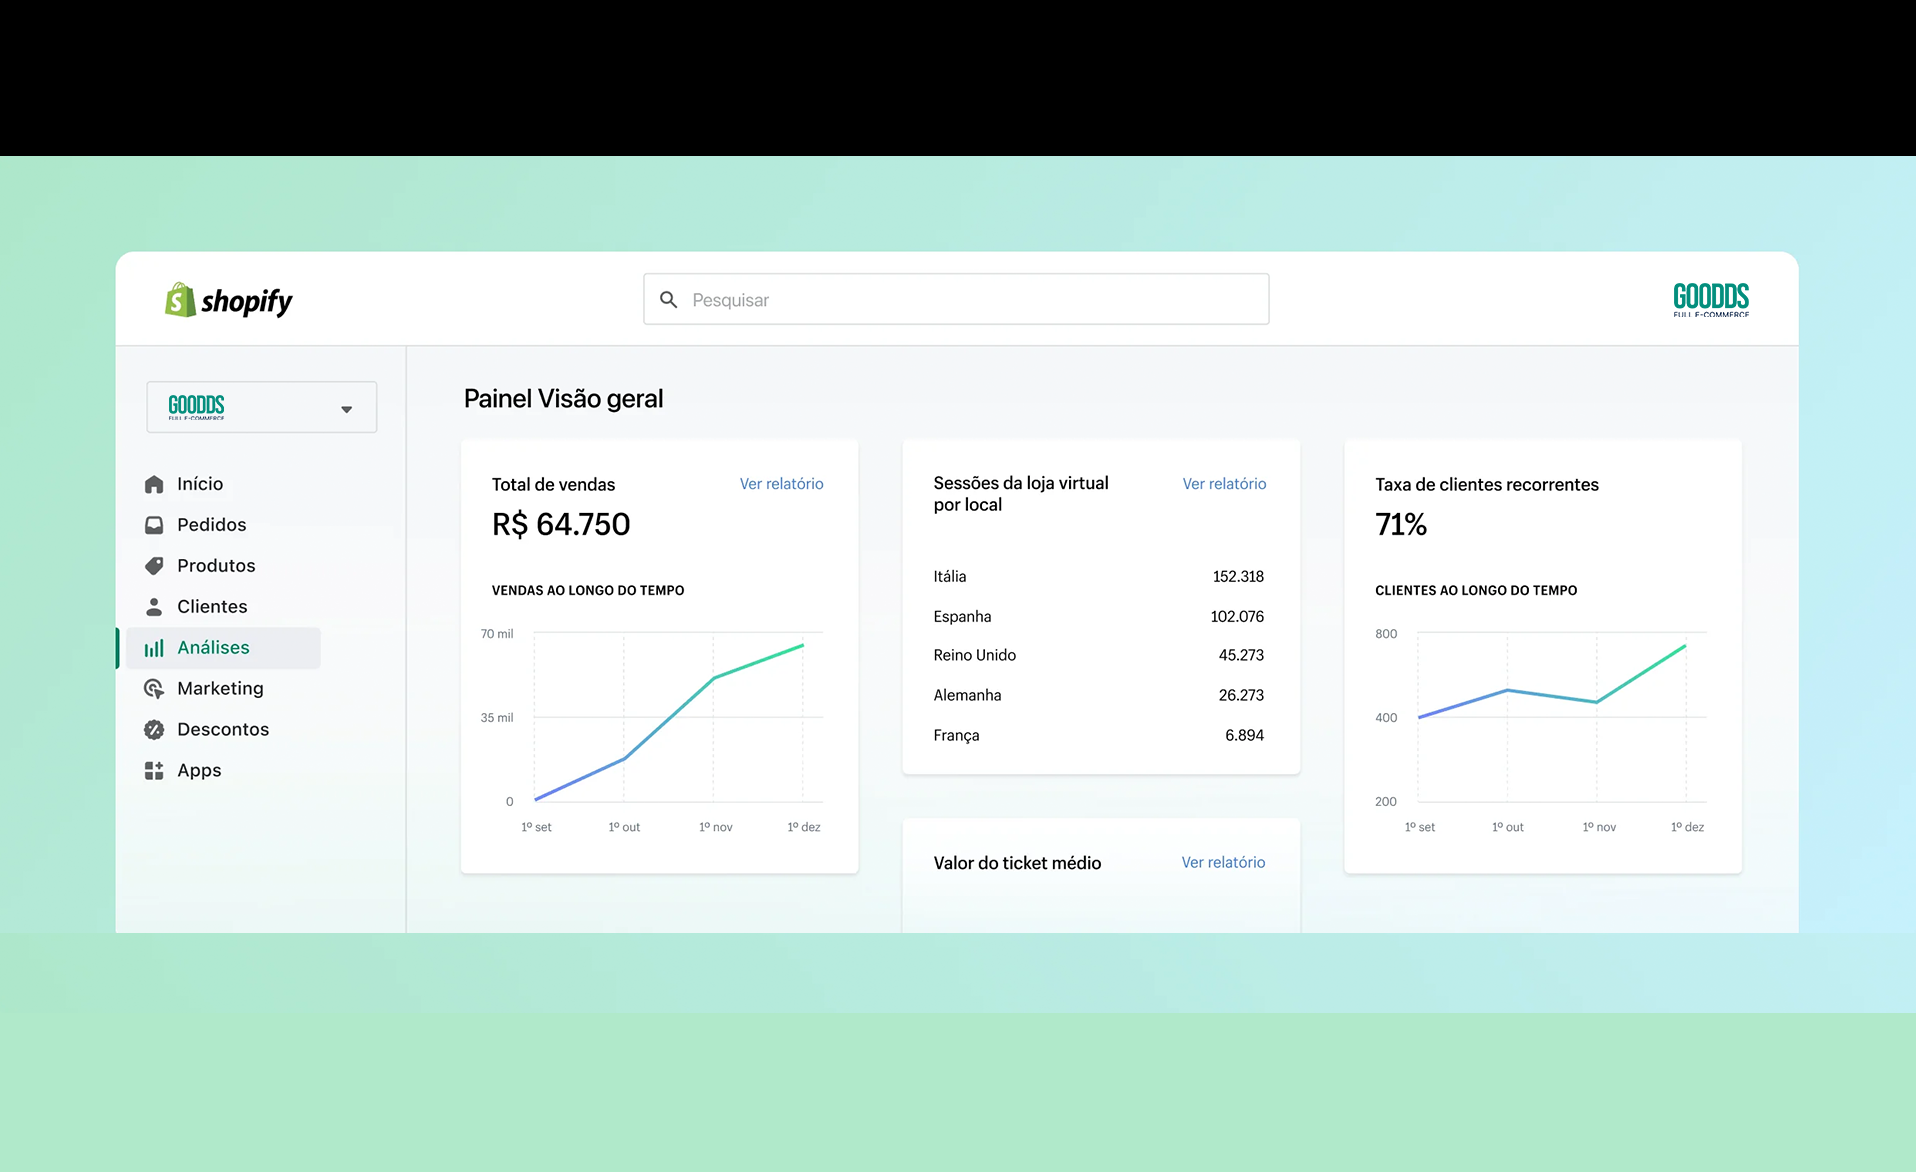 shopify
Pesquisar
GOODDS
FULL E-COMMERCE
GOODDS
FULL E-COMMERCE
Início
Pedidos
Produtos
Clientes
Análises
Marketing
Descontos
Apps
Painel Visão geral
Total de vendas
Ver relatório
R$ 64.750
VENDAS AO LONGO DO TEMPO
70 mil
35 mil
0
1º set 1º out 1º nov 1º dez
Sessões da loja virtual
por local
Ver relatório
Itália 152.318
Espanha 102.076
Reino Unido 45.273
Alemanha 26.273
França 6.894
Valor do ticket médio
Ver relatório
Taxa de clientes recorrentes
71%
CLIENTES AO LONGO DO TEMPO
800
400
200
1º set 1º out 1º nov 1º dez